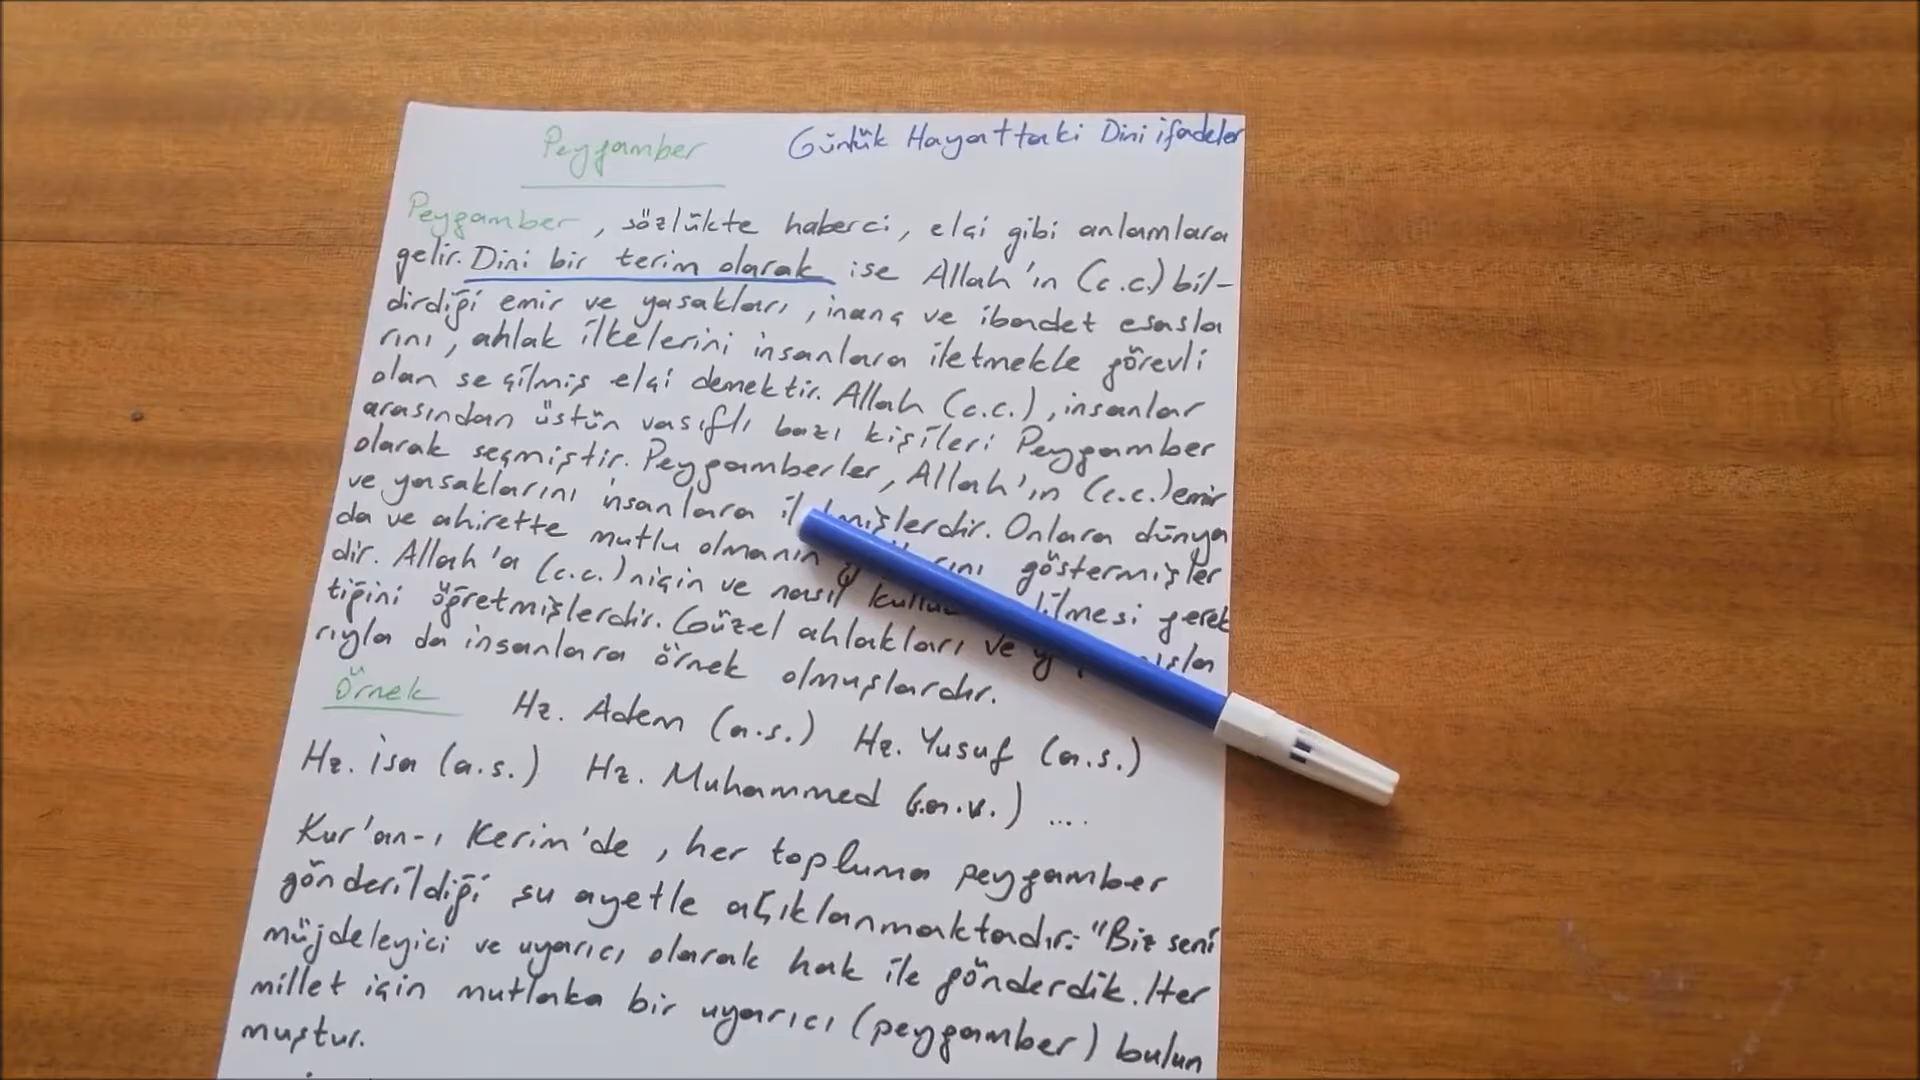 Peygamber
Günlük Hayattaki Dini ifadeler
Peygamber, sözlükte haberci, elçi gibi anlamlara
gelir. Dini bir terim olarak ise Allah'ın (c.c.) bil-
dirdiği emir ve yasakları, inanç ve ibadet esasla
rını, ahlak ilkelerini insanlara iletmekle görevli
olan seçilmiş elçi demektir. Allah (c.c.), insanlar
arasından üstün vasıflı bazı kişileri Peygamber
olarak seçmiştir. Peygamberler, Allah'ın (c.c.) emir
ve yasaklarını insanlara Onlara dünya
da ve ahirette mutlu olmanın göstermişler
dir. Allah'a (c.c.) niçin ve nasıl gerek
tiğini öğretmişlerdir. Güzel ahlakları ve
rıyla da insanlara örnek olmuşlardır.
Örnek
Hz. Adem (a.s.) Hz. Yusuf (a.s.)
Hz. isa (a.s.) Hz. Muhammed (s.a.v.) ....
Kur'an-ı Kerim'de, her topluma peygamber
gönderildiği şu ayetle açıklanmaktadır: "Biz seni
müjdeleyici ve uyarıcı olarak hak ile gönderdik. Her
millet için mutlaka bir uyarıcı (peygamber) bulun
muştur.